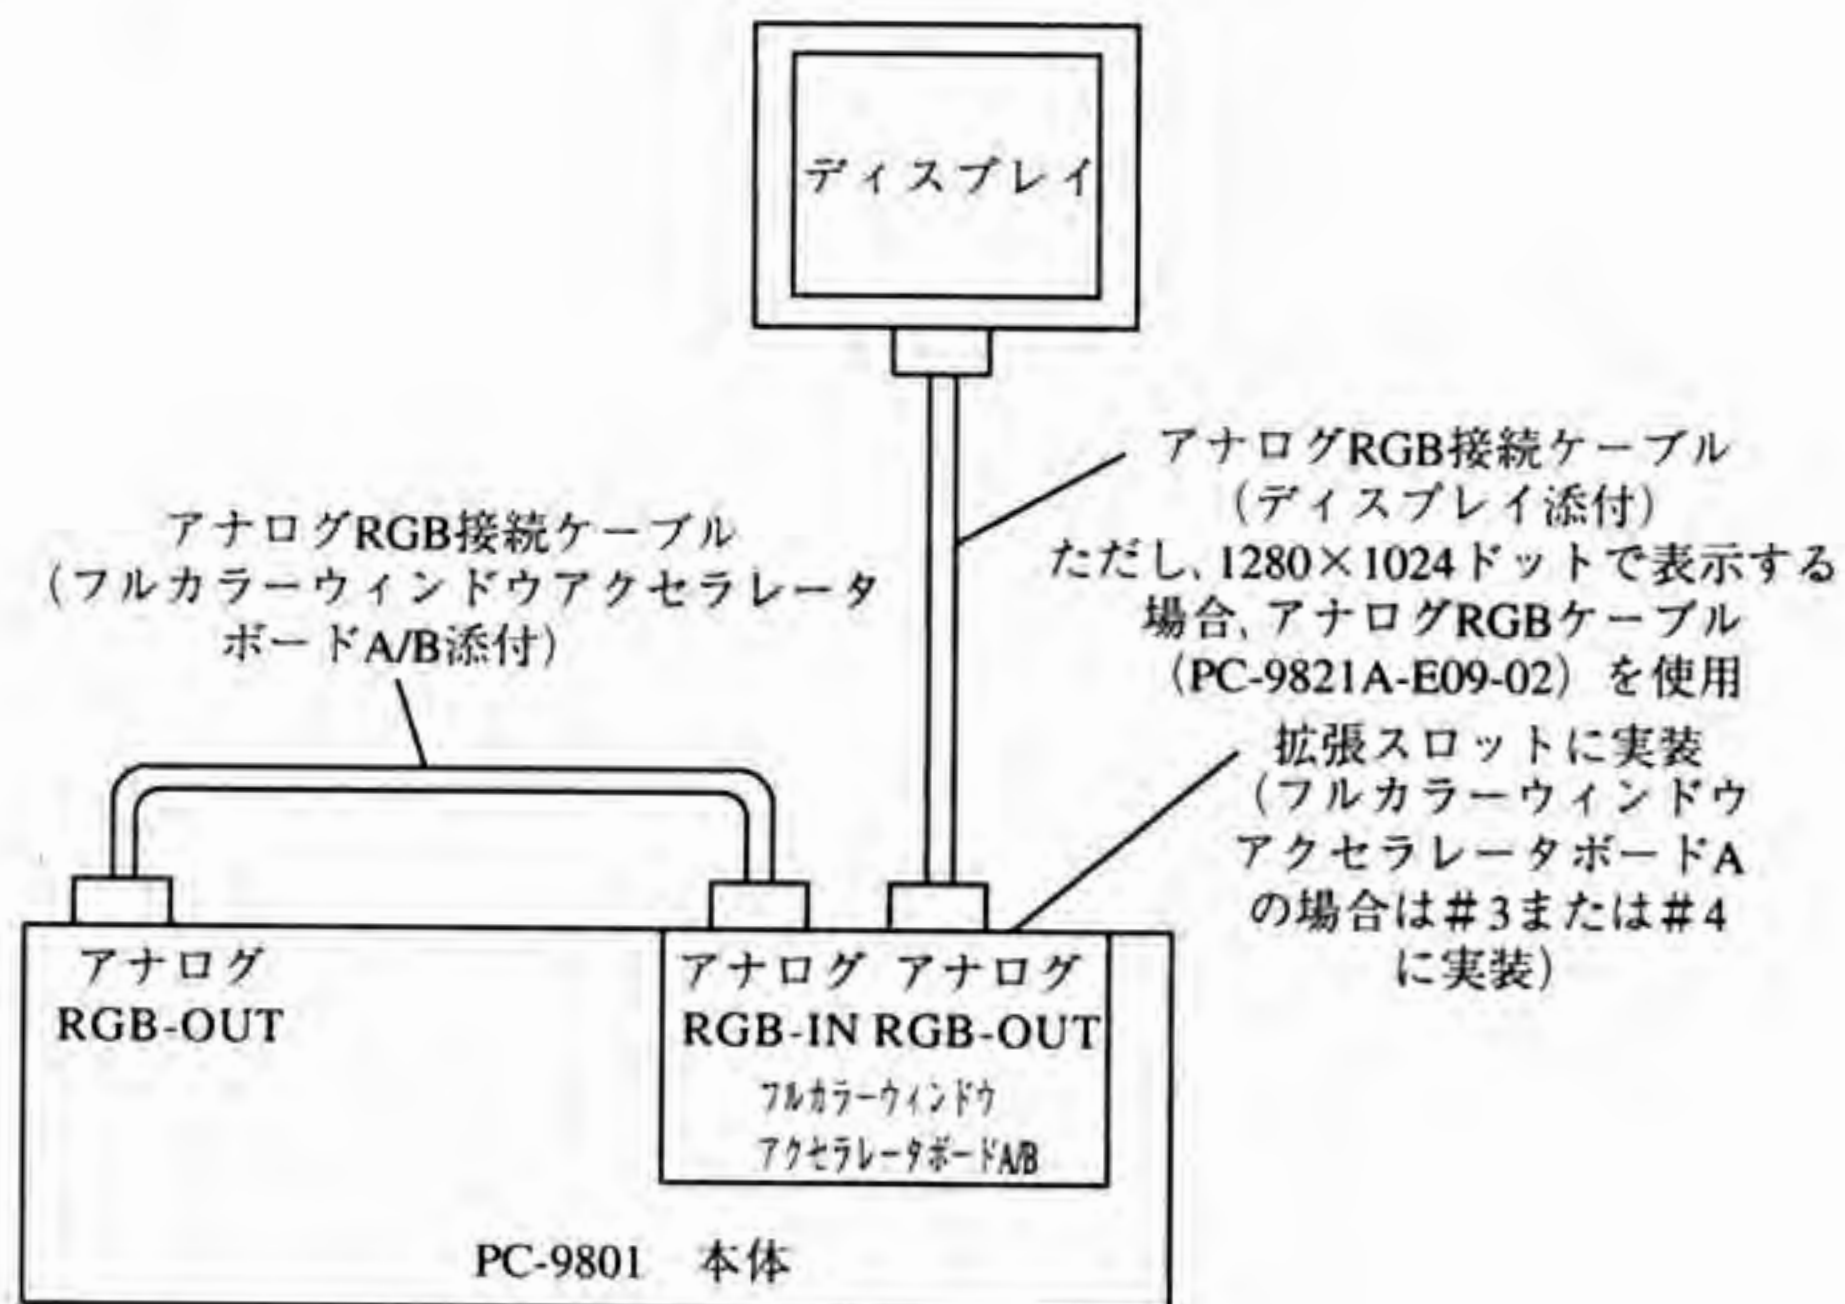 ディスプレイ
アナログRGB接続ケーブル
(ディスプレイ添付)
ただし、1280×1024ドットで表示する
場合、アナログRGBケーブル
(PC-9821A-E09-02) を使用
アナログRGB接続ケーブル
(フルカラーウィンドウアクセラレータ
ボードA/B添付)
拡張スロットに実装
(フルカラーウィンドウ
アクセラレータボードA
の場合は#3または#4
に実装)
アナログ
RGB-OUT
アナログ アナログ
RGB-IN RGB-OUT
フルカラーウィンドウ
アクセラレータボードA/B
PC-9801 本体